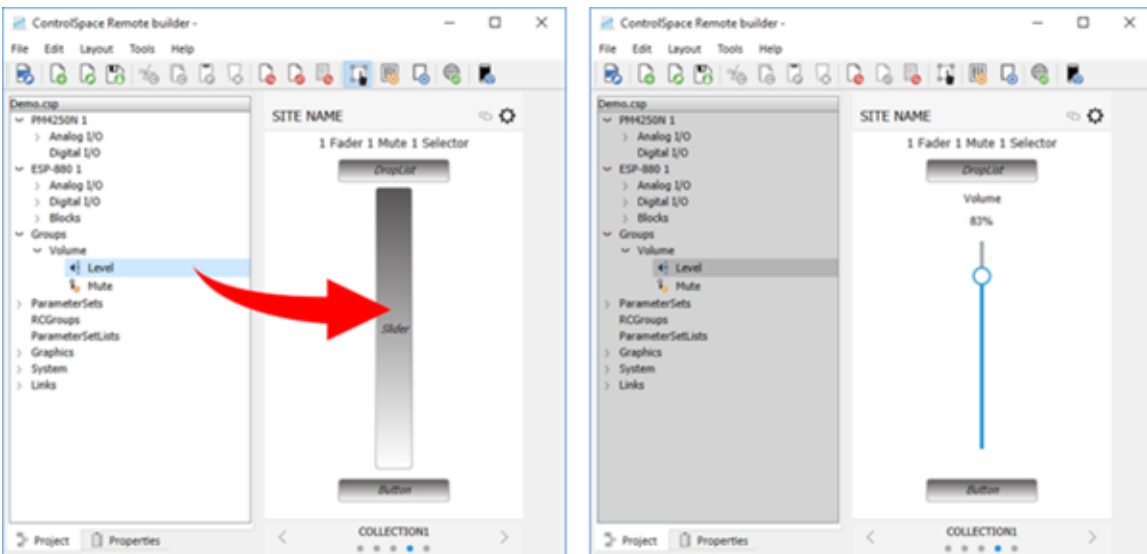 ControlSpace Remote builder -
File Edit Layout Tools Help
Demo.csp
PM4250N 1
Analog I/O
Digital I/O
ESP-880 1
Analog I/O
Digital I/O
Blocks
Groups
Volume
Level
Mute
ParameterSets
RCGroups
ParameterSetLists
Graphics
System
Links
Project Properties
SITE NAME
1 Fader 1 Mute 1 Selector
DropList
Slider
Button
COLLECTION1
ControlSpace Remote builder -
File Edit Layout Tools Help
Demo.csp
PM4250N 1
Analog I/O
Digital I/O
ESP-880 1
Analog I/O
Digital I/O
Blocks
Groups
Volume
Level
Mute
ParameterSets
RCGroups
ParameterSetLists
Graphics
System
Links
Project Properties
SITE NAME
1 Fader 1 Mute 1 Selector
DropList
Volume
83%
Button
COLLECTION1